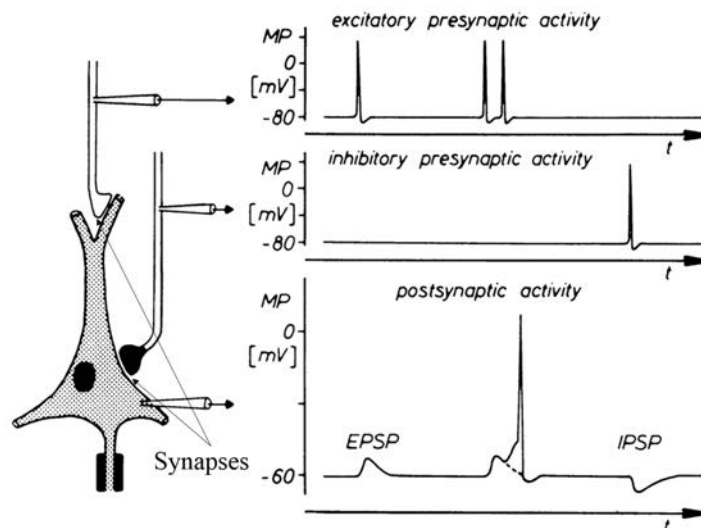 excitatory presynaptic activity
MP
0
[mV]
-80
t
inhibitory presynaptic activity
MP
0
[mV]
-80
t
postsynaptic activity
MP
0
[mV]
EPSP
IPSP
-60
t
Synapses